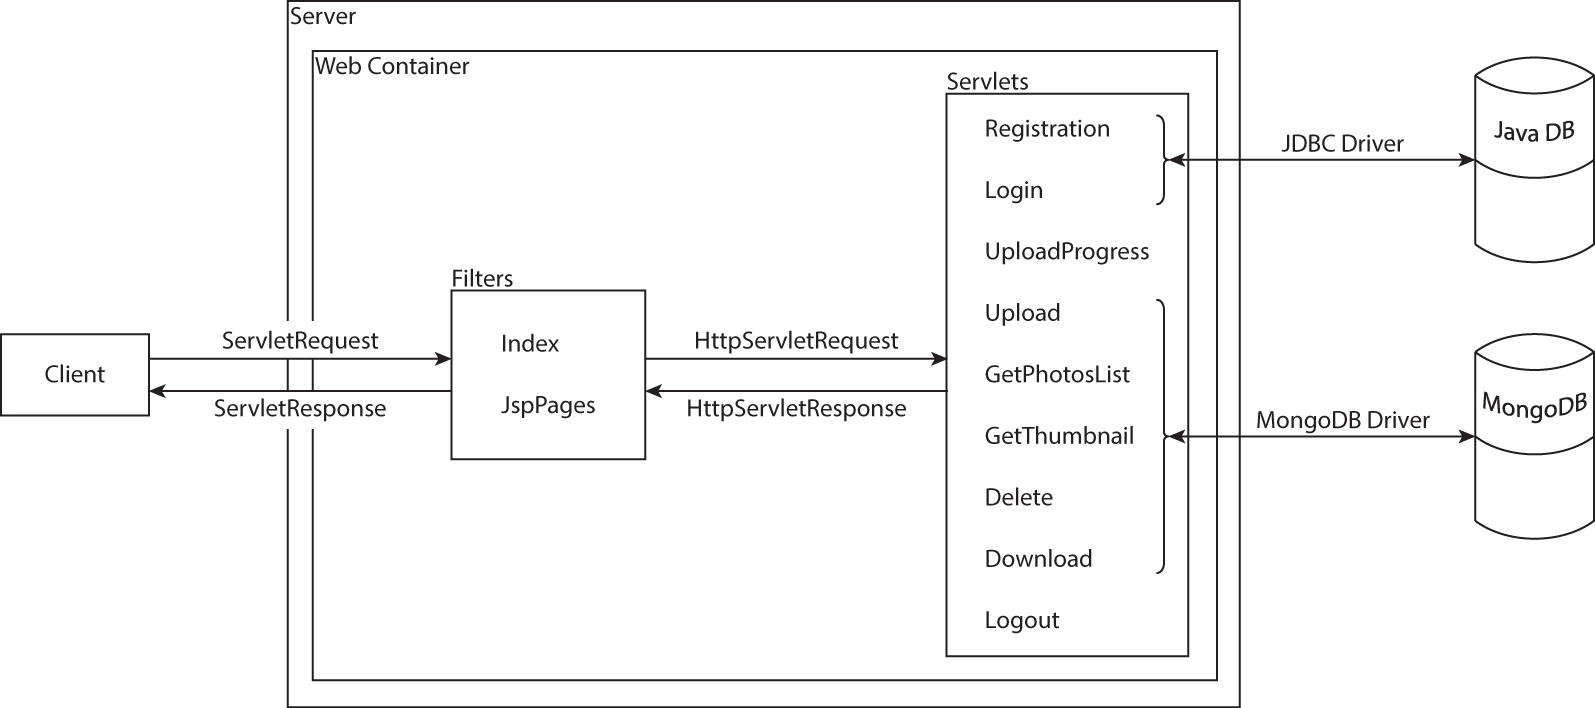 Server
Web Container
Servlets
Registration
Login
UploadProgress
Upload
GetPhotosList
GetThumbnail
Delete
Download
Logout
Filters
Index
JspPages
Client
ServletRequest
ServletResponse
HttpServletRequest
HttpServletResponse
JDBC Driver
Java DB
MongoDB Driver
MongoDB